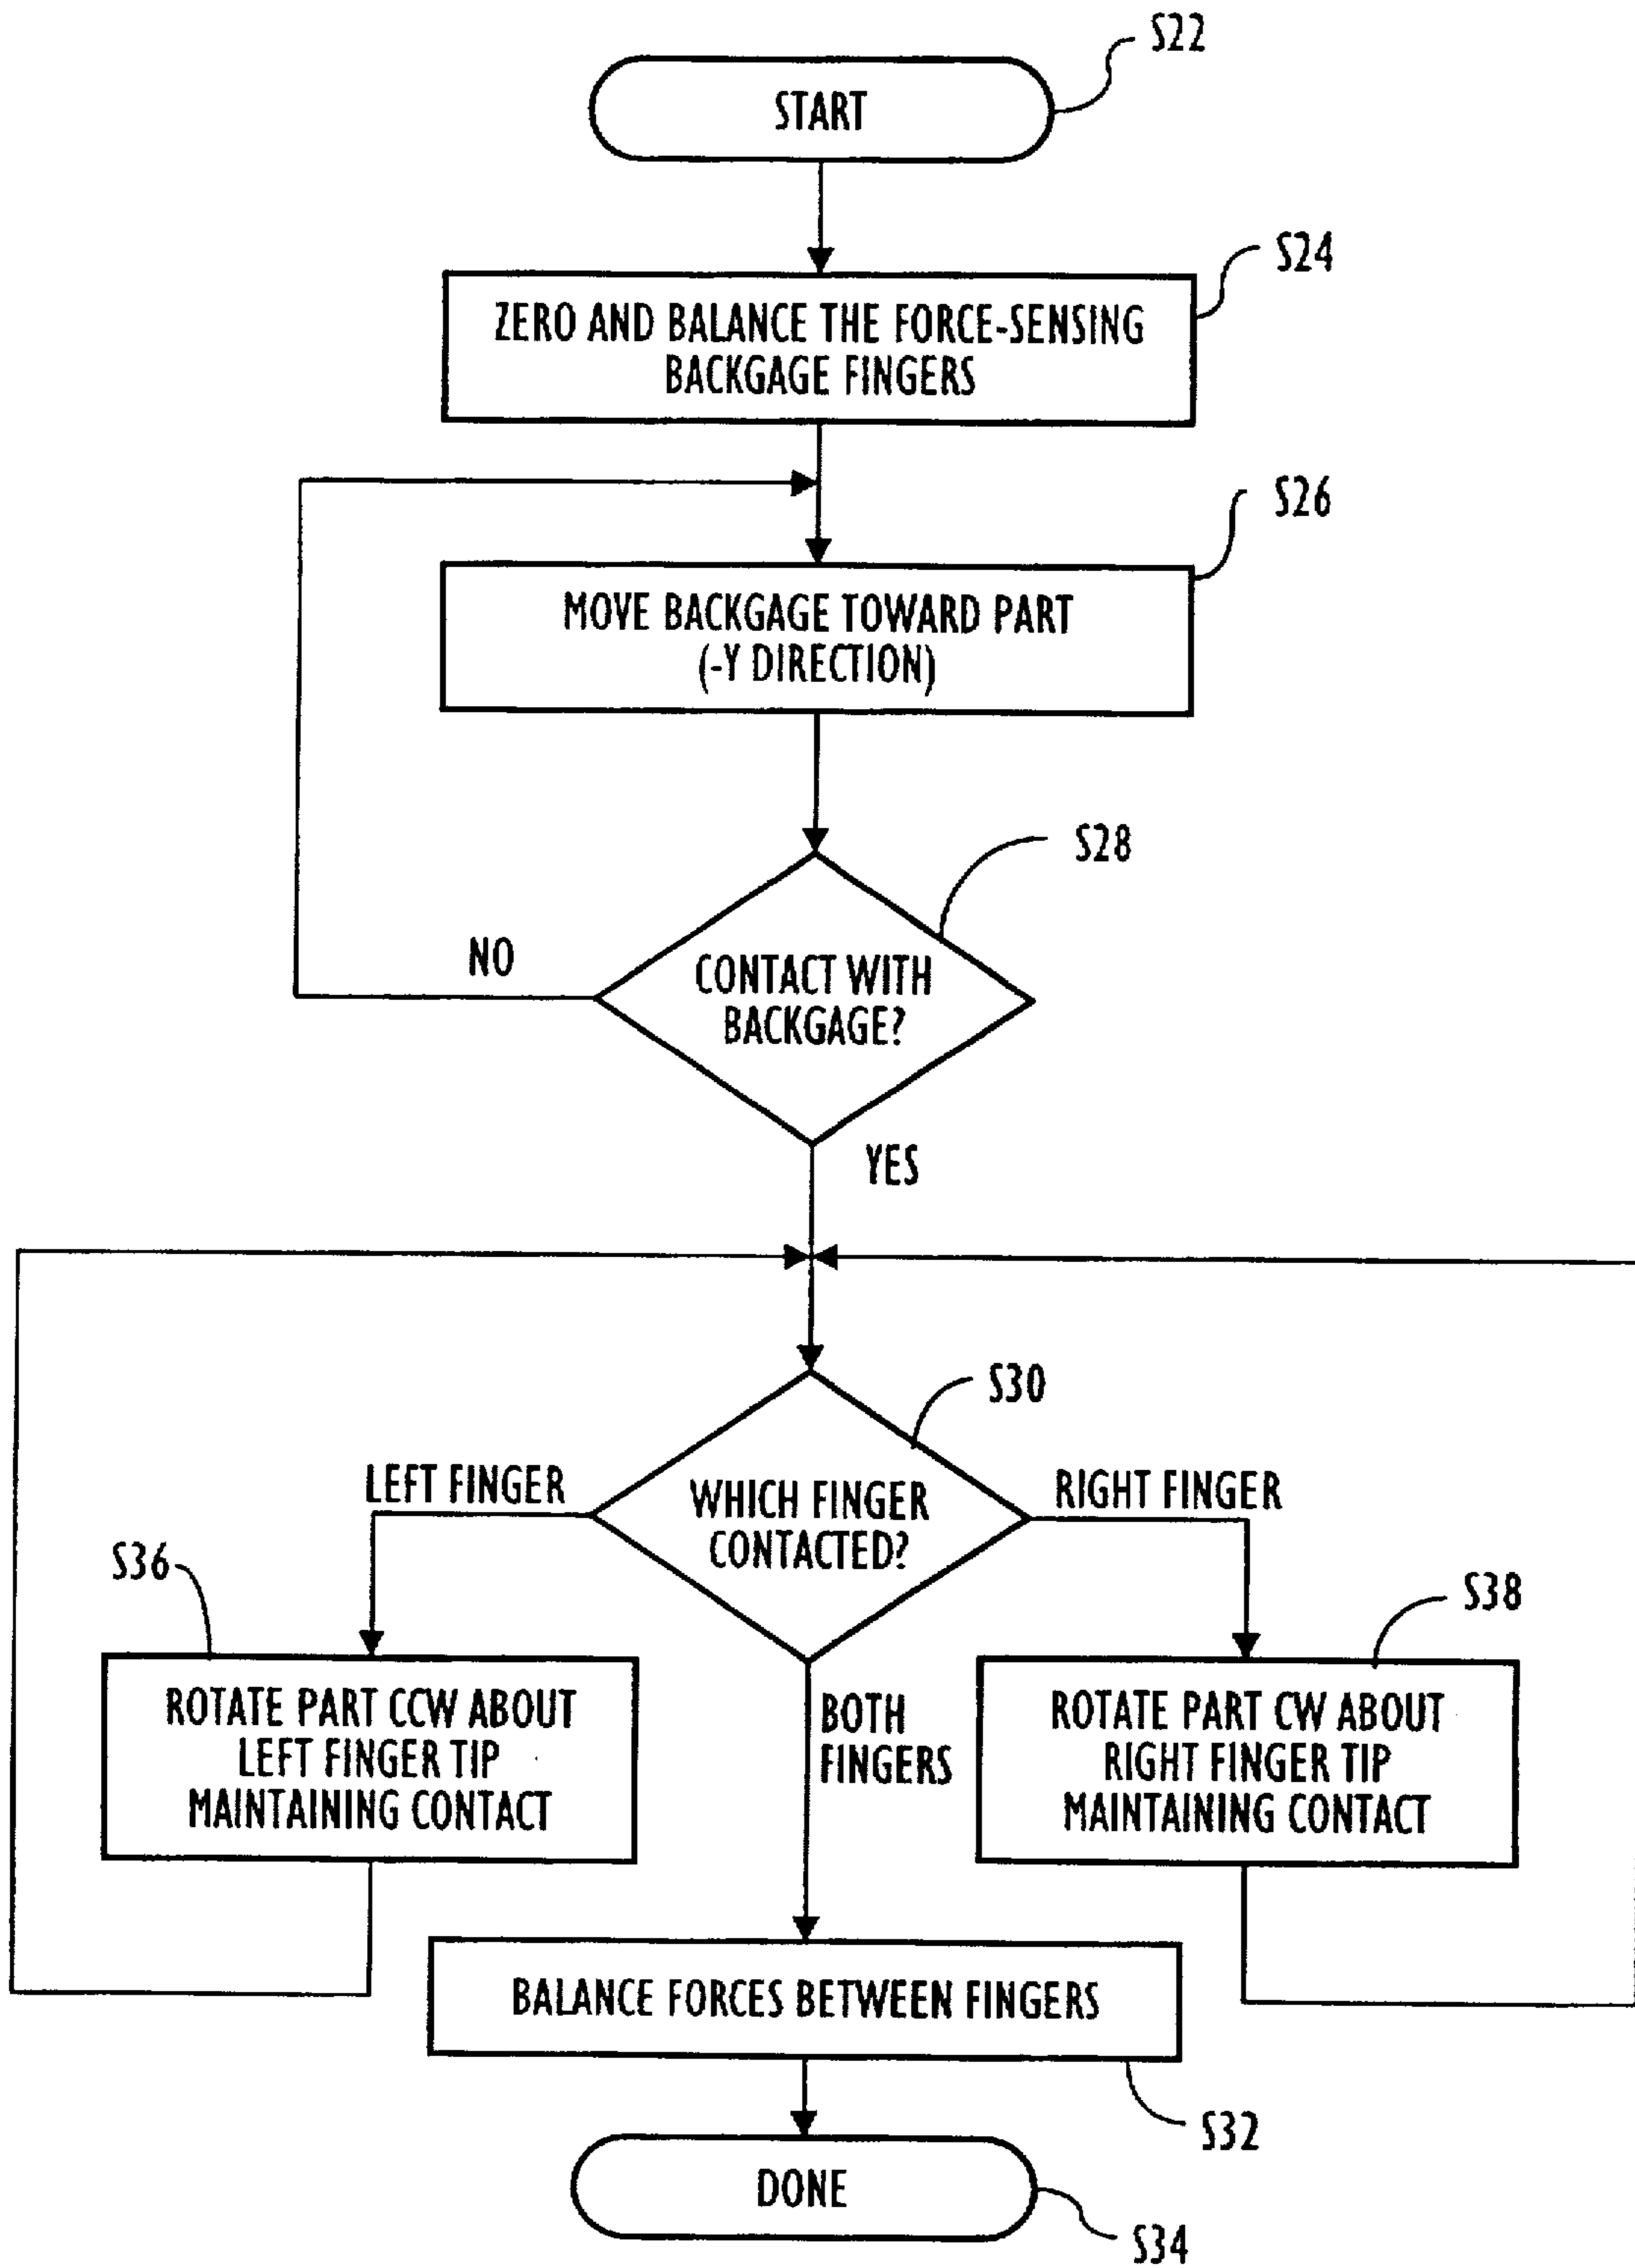 S22
START
S24
ZERO AND BALANCE THE FORCE-SENSING
BACKGAGE FINGERS
S26
MOVE BACKGAGE TOWARD PART
(-Y DIRECTION)
S28
NO
CONTACT WITH
BACKGAGE?
YES
S30
LEFT FINGER
WHICH FINGER
CONTACTED?
RIGHT FINGER
S36
S38
ROTATE PART CCW ABOUT
LEFT FINGER TIP
MAINTAINING CONTACT
BOTH
FINGERS
ROTATE PART CW ABOUT
RIGHT FINGER TIP
MAINTAINING CONTACT
BALANCE FORCES BETWEEN FINGERS
S32
DONE
S34